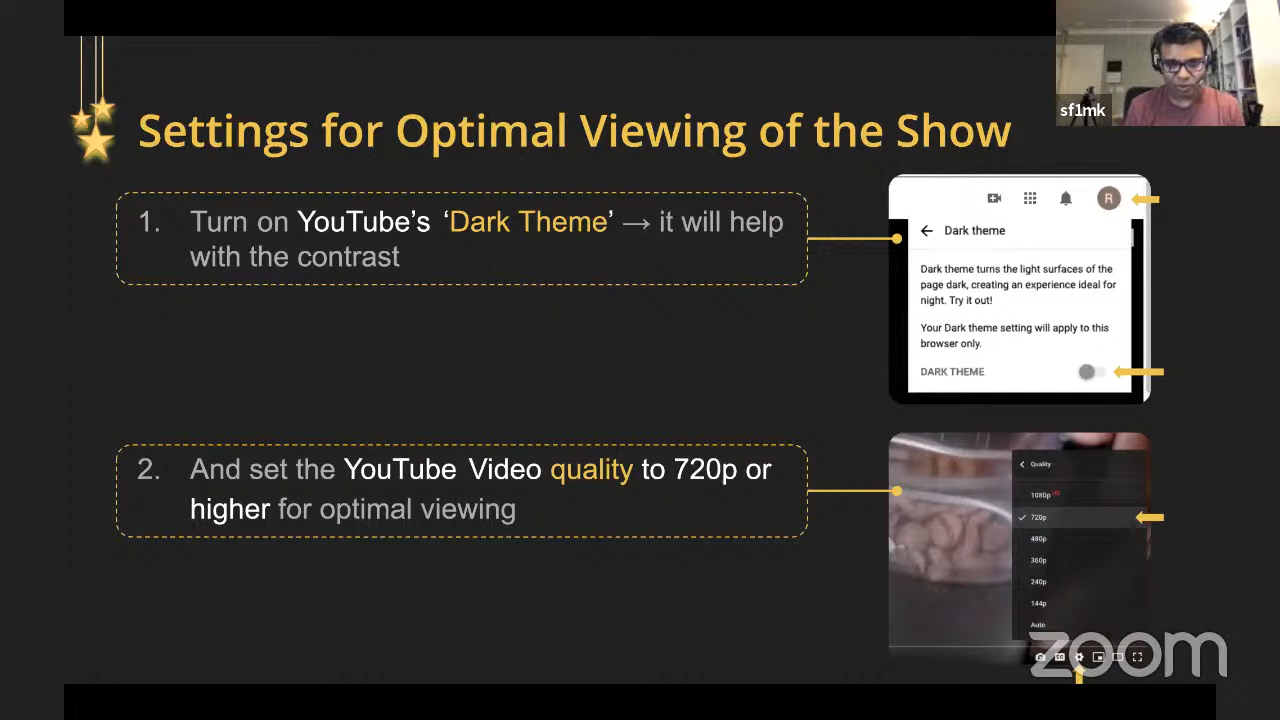 sf1mk
Settings for Optimal Viewing of the Show
1. Turn on YouTube's 'Dark Theme' → it will help
with the contrast
R
Dark theme
Dark theme turns the light surfaces of the
page dark, creating an experience ideal for
night. Try it out!
Your Dark theme setting will apply to this
browser only.
DARK THEME
2. And set the YouTube Video quality to 720p or
higher for optimal viewing
Quality
1080p HD
720p
480p
360p
240p
144p
Auto
zoom